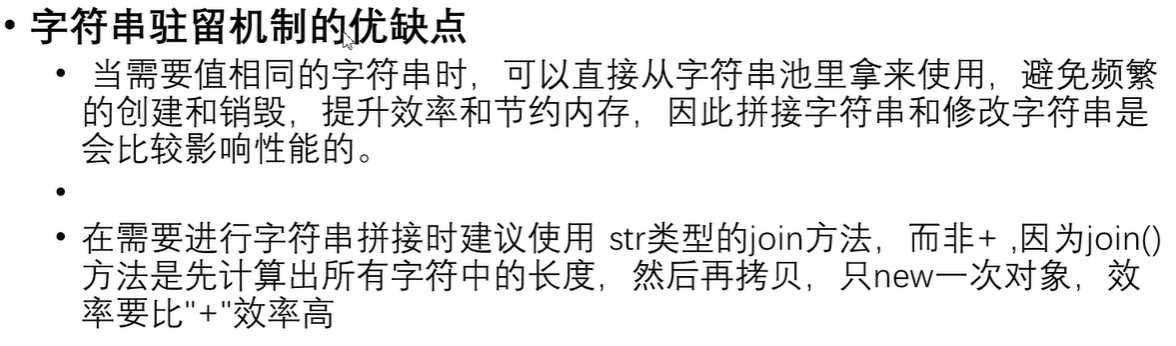 • 字符串驻留机制的优缺点
• 当需要值相同的字符串时，可以直接从字符串池里拿来使用，避免频繁
的创建和销毁，提升效率和节约内存，因此拼接字符串和修改字符串是
会比较影响性能的。
•
• 在需要进行字符串拼接时建议使用 str类型的join方法，而非+ ,因为join()
方法是先计算出所有字符中的长度，然后再拷贝，只new一次对象，效
率要比"+"效率高